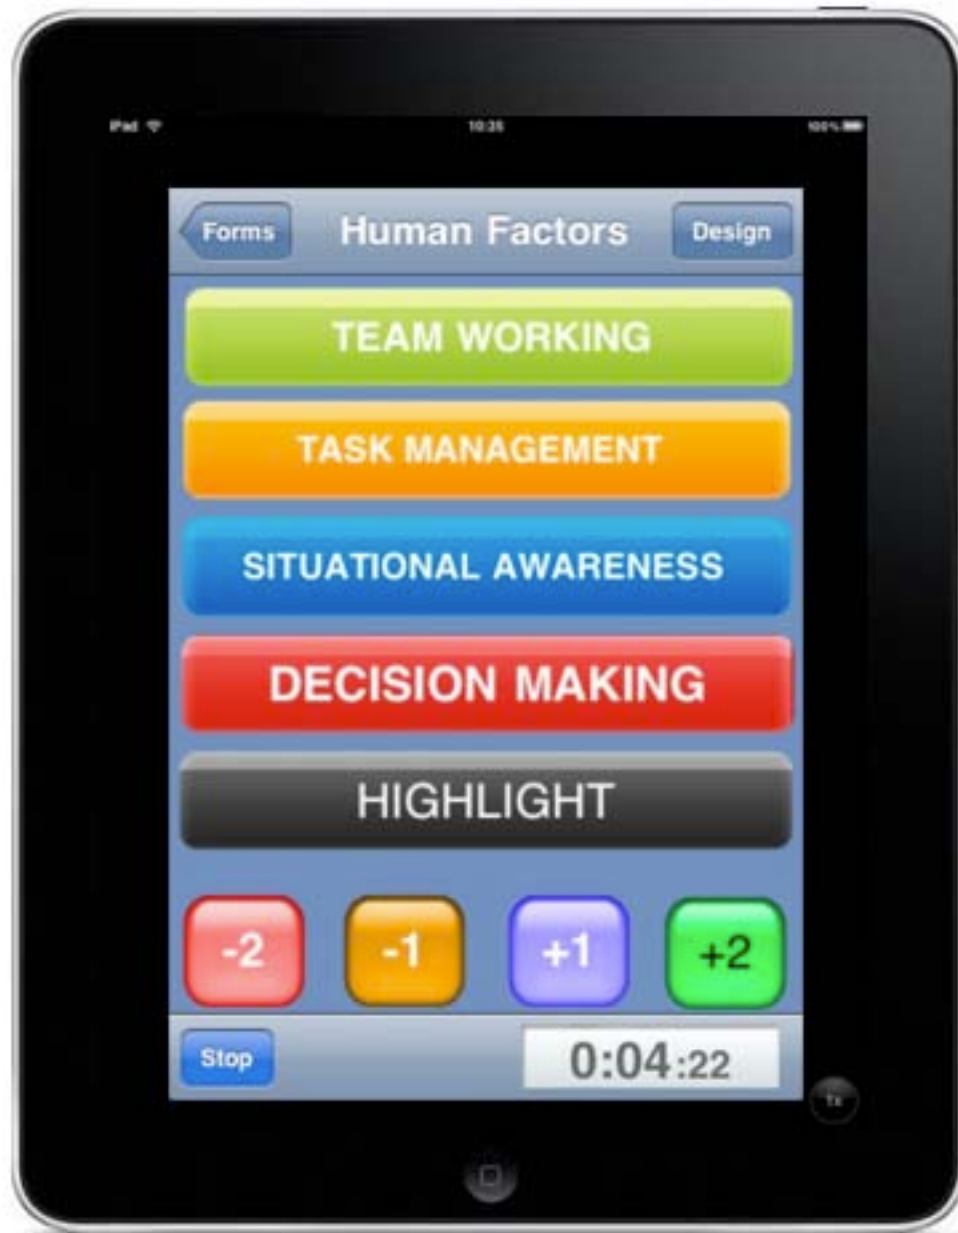 iPad 10:35 100%
Forms Human Factors Design
TEAM WORKING
TASK MANAGEMENT
SITUATIONAL AWARENESS
DECISION MAKING
HIGHLIGHT
-2 -1 +1 +2
Stop 0:04:22
1x